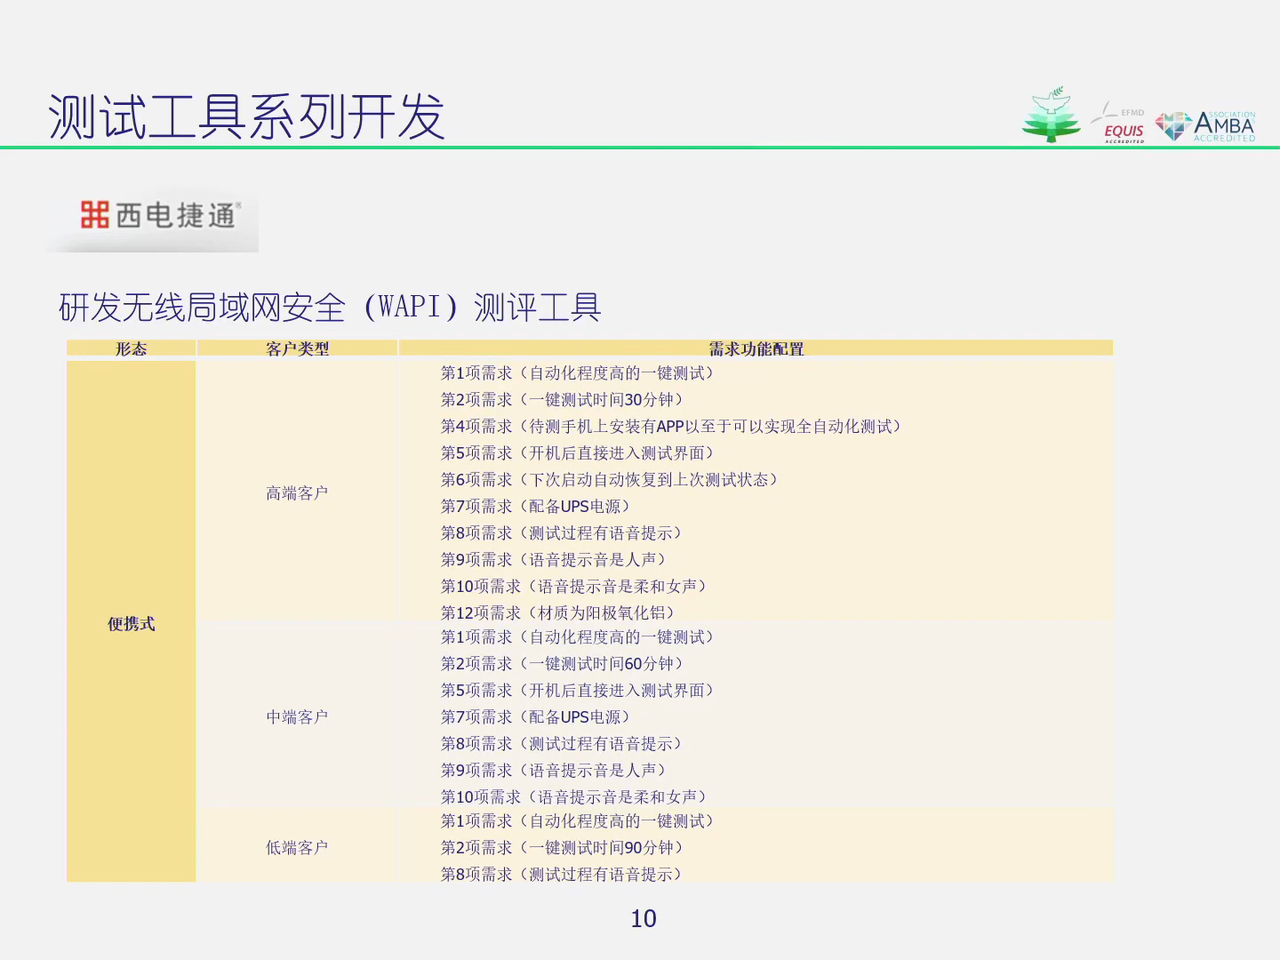 测试工具系列开发
EFMD
EQUIS
ACCREDITED
ASSOCIATION
AMBA
ACCREDITED
西电捷通®
研发无线局域网安全（WAPI）测评工具
形态 客户类型 需求功能配置
第1项需求（自动化程度高的一键测试）
第2项需求（一键测试时间30分钟）
第4项需求（待测手机上安装有APP以至于可以实现全自动化测试）
第5项需求（开机后直接进入测试界面）
第6项需求（下次启动自动恢复到上次测试状态）
高端客户
第7项需求（配备UPS电源）
第8项需求（测试过程有语音提示）
第9项需求（语音提示音是人声）
第10项需求（语音提示音是柔和女声）
第12项需求（材质为阳极氧化铝）
便携式
第1项需求（自动化程度高的一键测试）
第2项需求（一键测试时间60分钟）
第5项需求（开机后直接进入测试界面）
中端客户
第7项需求（配备UPS电源）
第8项需求（测试过程有语音提示）
第9项需求（语音提示音是人声）
第10项需求（语音提示音是柔和女声）
第1项需求（自动化程度高的一键测试）
低端客户
第2项需求（一键测试时间90分钟）
第8项需求（测试过程有语音提示）
10